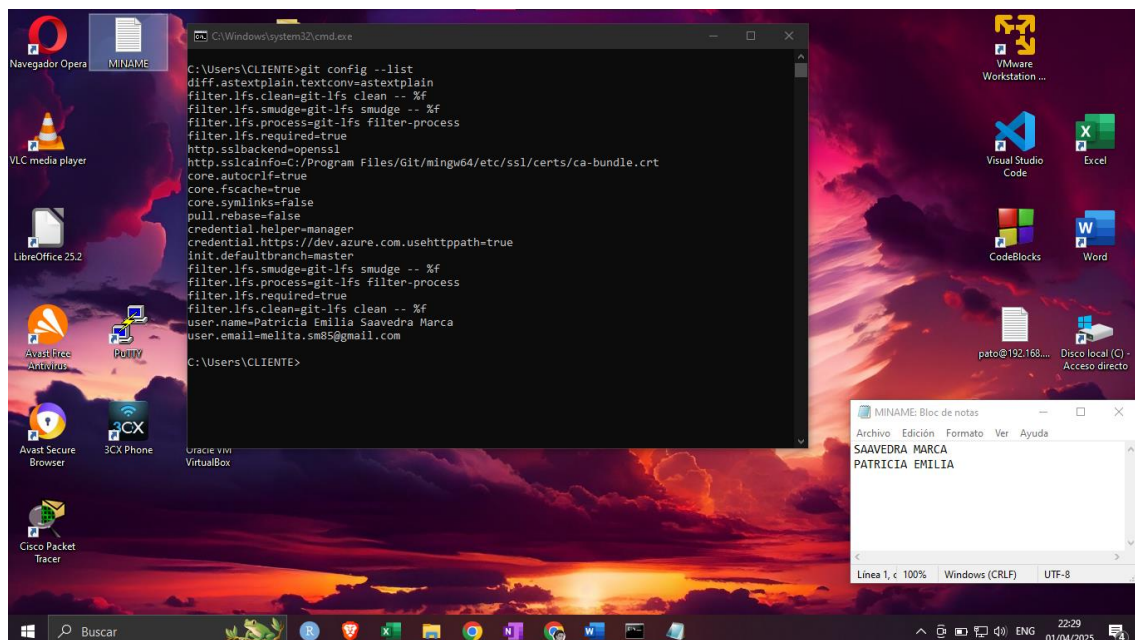 Navegador Opera
MINAME
VLC media player
LibreOffice 25.2
Avast Free
Antivirus
PuTTY
Avast Secure
Browser
3CX
3CX Phone
Oracle VM
VirtualBox
Cisco Packet
Tracer
C:\Windows\system32\cmd.exe
C:\Users\CLIENTE>git config --list
diff.astextplain.textconv=astextplain
filter.lfs.clean=git-lfs clean -- %f
filter.lfs.smudge=git-lfs smudge -- %f
filter.lfs.process=git-lfs filter-process
filter.lfs.required=true
http.sslbackend=openssl
http.sslcainfo=C:/Program Files/Git/mingw64/etc/ssl/certs/ca-bundle.crt
core.autocrlf=true
core.fscache=true
core.symlinks=false
pull.rebase=false
credential.helper=manager
credential.https://dev.azure.com.usehttppath=true
init.defaultbranch=master
filter.lfs.smudge=git-lfs smudge -- %f
filter.lfs.process=git-lfs filter-process
filter.lfs.required=true
filter.lfs.clean=git-lfs clean -- %f
user.name=Patricia Emilia Saavedra Marca
user.email=melita.sm85@gmail.com
C:\Users\CLIENTE>
VMware
Workstation ...
Visual Studio
Code
Excel
CodeBlocks
Word
pato@192.168....
Disco local (C) -
Acceso directo
MINAME: Bloc de notas
Archivo Edición Formato Ver Ayuda
SAAVEDRA MARCA
PATRICIA EMILIA
Línea 1, c 100% Windows (CRLF) UTF-8
Buscar
ENG
22:29
01/04/2025